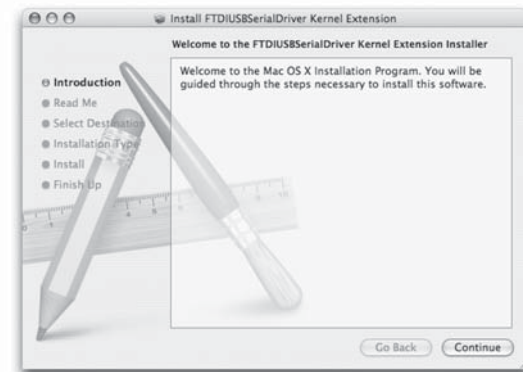 Install FTDIUSBSerialDriver Kernel Extension
Welcome to the FTDIUSBSerialDriver Kernel Extension Installer
Introduction
Read Me
Select Destination
Installation Type
Install
Finish Up
Welcome to the Mac OS X Installation Program. You will be
guided through the steps necessary to install this software.
Go Back
Continue